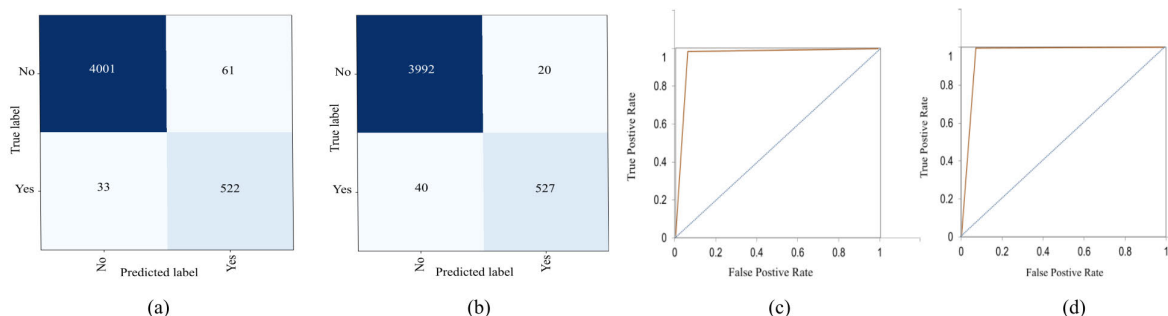 No
4001
61
True label
Yes
33
522
No
Yes
Predicted label
(a)
No
3992
20
True label
Yes
40
527
No
Yes
Predicted label
(b)
1
0.8
0.6
0.4
0.2
0
True Postive Rate
0
0.2
0.4
0.6
0.8
1
False Postive Rate
(c)
1
0.8
0.6
0.4
0.2
0
True Postive Rate
0
0.2
0.4
0.6
0.8
1
False Postive Rate
(d)